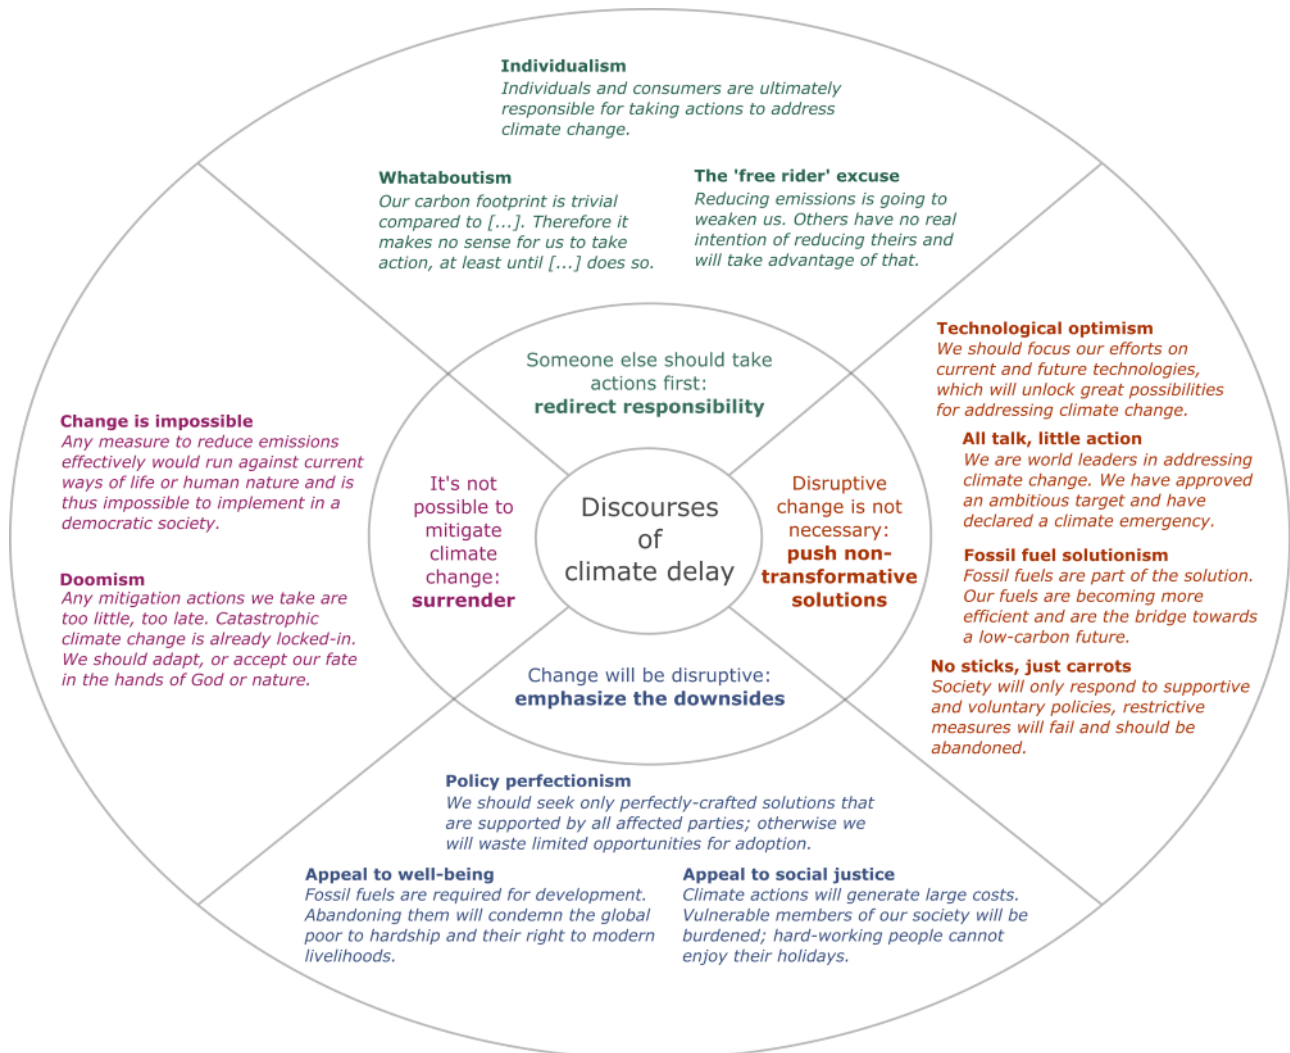 Individualism
Individuals and consumers are ultimately
responsible for taking actions to address
climate change.
Whataboutism
Our carbon footprint is trivial
compared to [...]. Therefore it
makes no sense for us to take
action, at least until [...] does so.
The 'free rider' excuse
Reducing emissions is going to
weaken us. Others have no real
intention of reducing theirs and
will take advantage of that.
Someone else should take
actions first:
redirect responsibility
Technological optimism
We should focus our efforts on
current and future technologies,
which will unlock great possibilities
for addressing climate change.
All talk, little action
We are world leaders in addressing
climate change. We have approved
an ambitious target and have
declared a climate emergency.
Fossil fuel solutionism
Fossil fuels are part of the solution.
Our fuels are becoming more
efficient and are the bridge towards
a low-carbon future.
No sticks, just carrots
Society will only respond to supportive
and voluntary policies, restrictive
measures will fail and should be
abandoned.
Disruptive
change is not
necessary:
push non-
transformative
solutions
Discourses
of
climate delay
It's not
possible to
mitigate
climate
change:
surrender
Change is impossible
Any measure to reduce emissions
effectively would run against current
ways of life or human nature and is
thus impossible to implement in a
democratic society.
Doomism
Any mitigation actions we take are
too little, too late. Catastrophic
climate change is already locked-in.
We should adapt, or accept our fate
in the hands of God or nature.
Change will be disruptive:
emphasize the downsides
Policy perfectionism
We should seek only perfectly-crafted solutions that
are supported by all affected parties; otherwise we
will waste limited opportunities for adoption.
Appeal to well-being
Fossil fuels are required for development.
Abandoning them will condemn the global
poor to hardship and their right to modern
livelihoods.
Appeal to social justice
Climate actions will generate large costs.
Vulnerable members of our society will be
burdened; hard-working people cannot
enjoy their holidays.